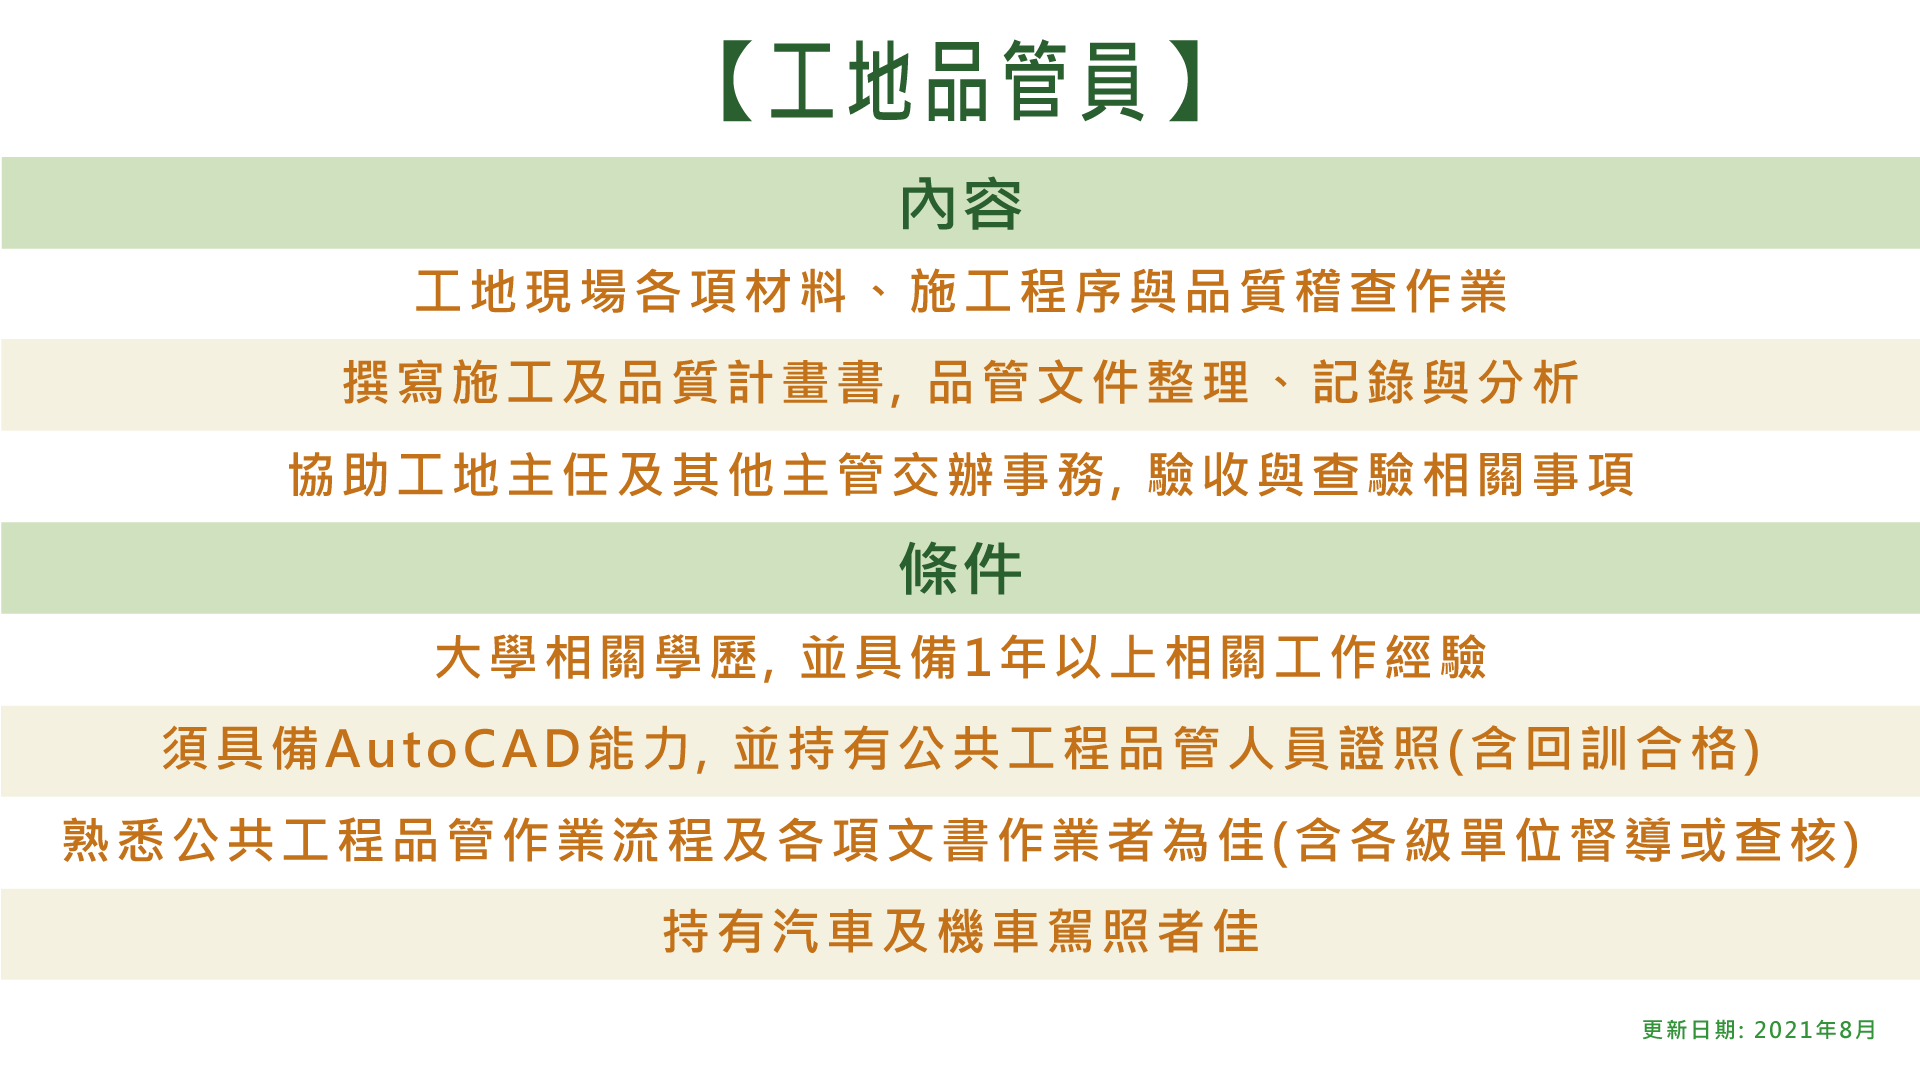 【工地品管員】
內容
工地現場各項材料、施工程序與品質稽查作業
撰寫施工及品質計畫書, 品管文件整理、記錄與分析
協助工地主任及其他主管交辦事務, 驗收與查驗相關事項
條件
大學相關學歷, 並具備1年以上相關工作經驗
須具備AutoCAD能力, 並持有公共工程品管人員證照(含回訓合格)
熟悉公共工程品管作業流程及各項文書作業者為佳(含各級單位督導或查核)
持有汽車及機車駕照者佳
更新日期: 2021年8月